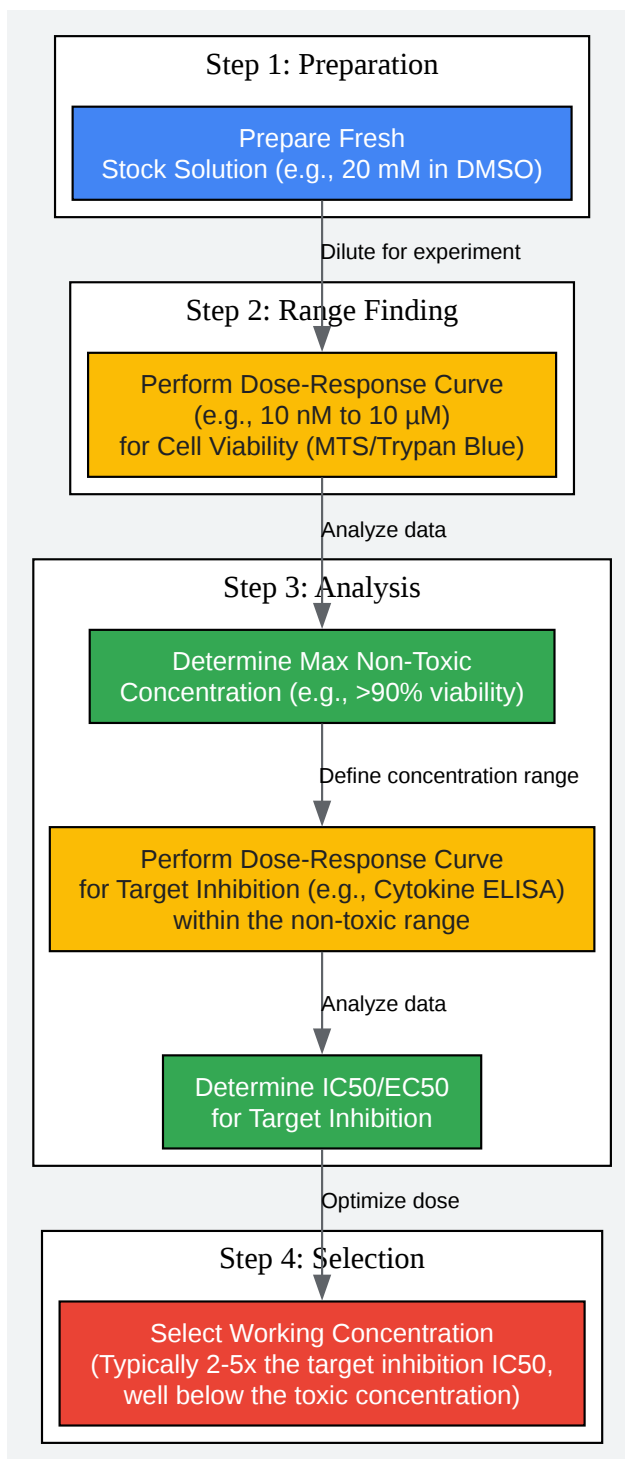 Step 1: Preparation
Prepare Fresh
Stock Solution (e.g., 20 mM in DMSO)
Dilute for experiment
Step 2: Range Finding
Perform Dose-Response Curve
(e.g., 10 nM to 10 µM)
for Cell Viability (MTS/Trypan Blue)
Analyze data
Step 3: Analysis
Determine Max Non-Toxic
Concentration (e.g., >90% viability)
Define concentration range
Perform Dose-Response Curve
for Target Inhibition (e.g., Cytokine ELISA)
within the non-toxic range
Analyze data
Determine IC50/EC50
for Target Inhibition
Optimize dose
Step 4: Selection
Select Working Concentration
(Typically 2-5x the target inhibition IC50,
well below the toxic concentration)